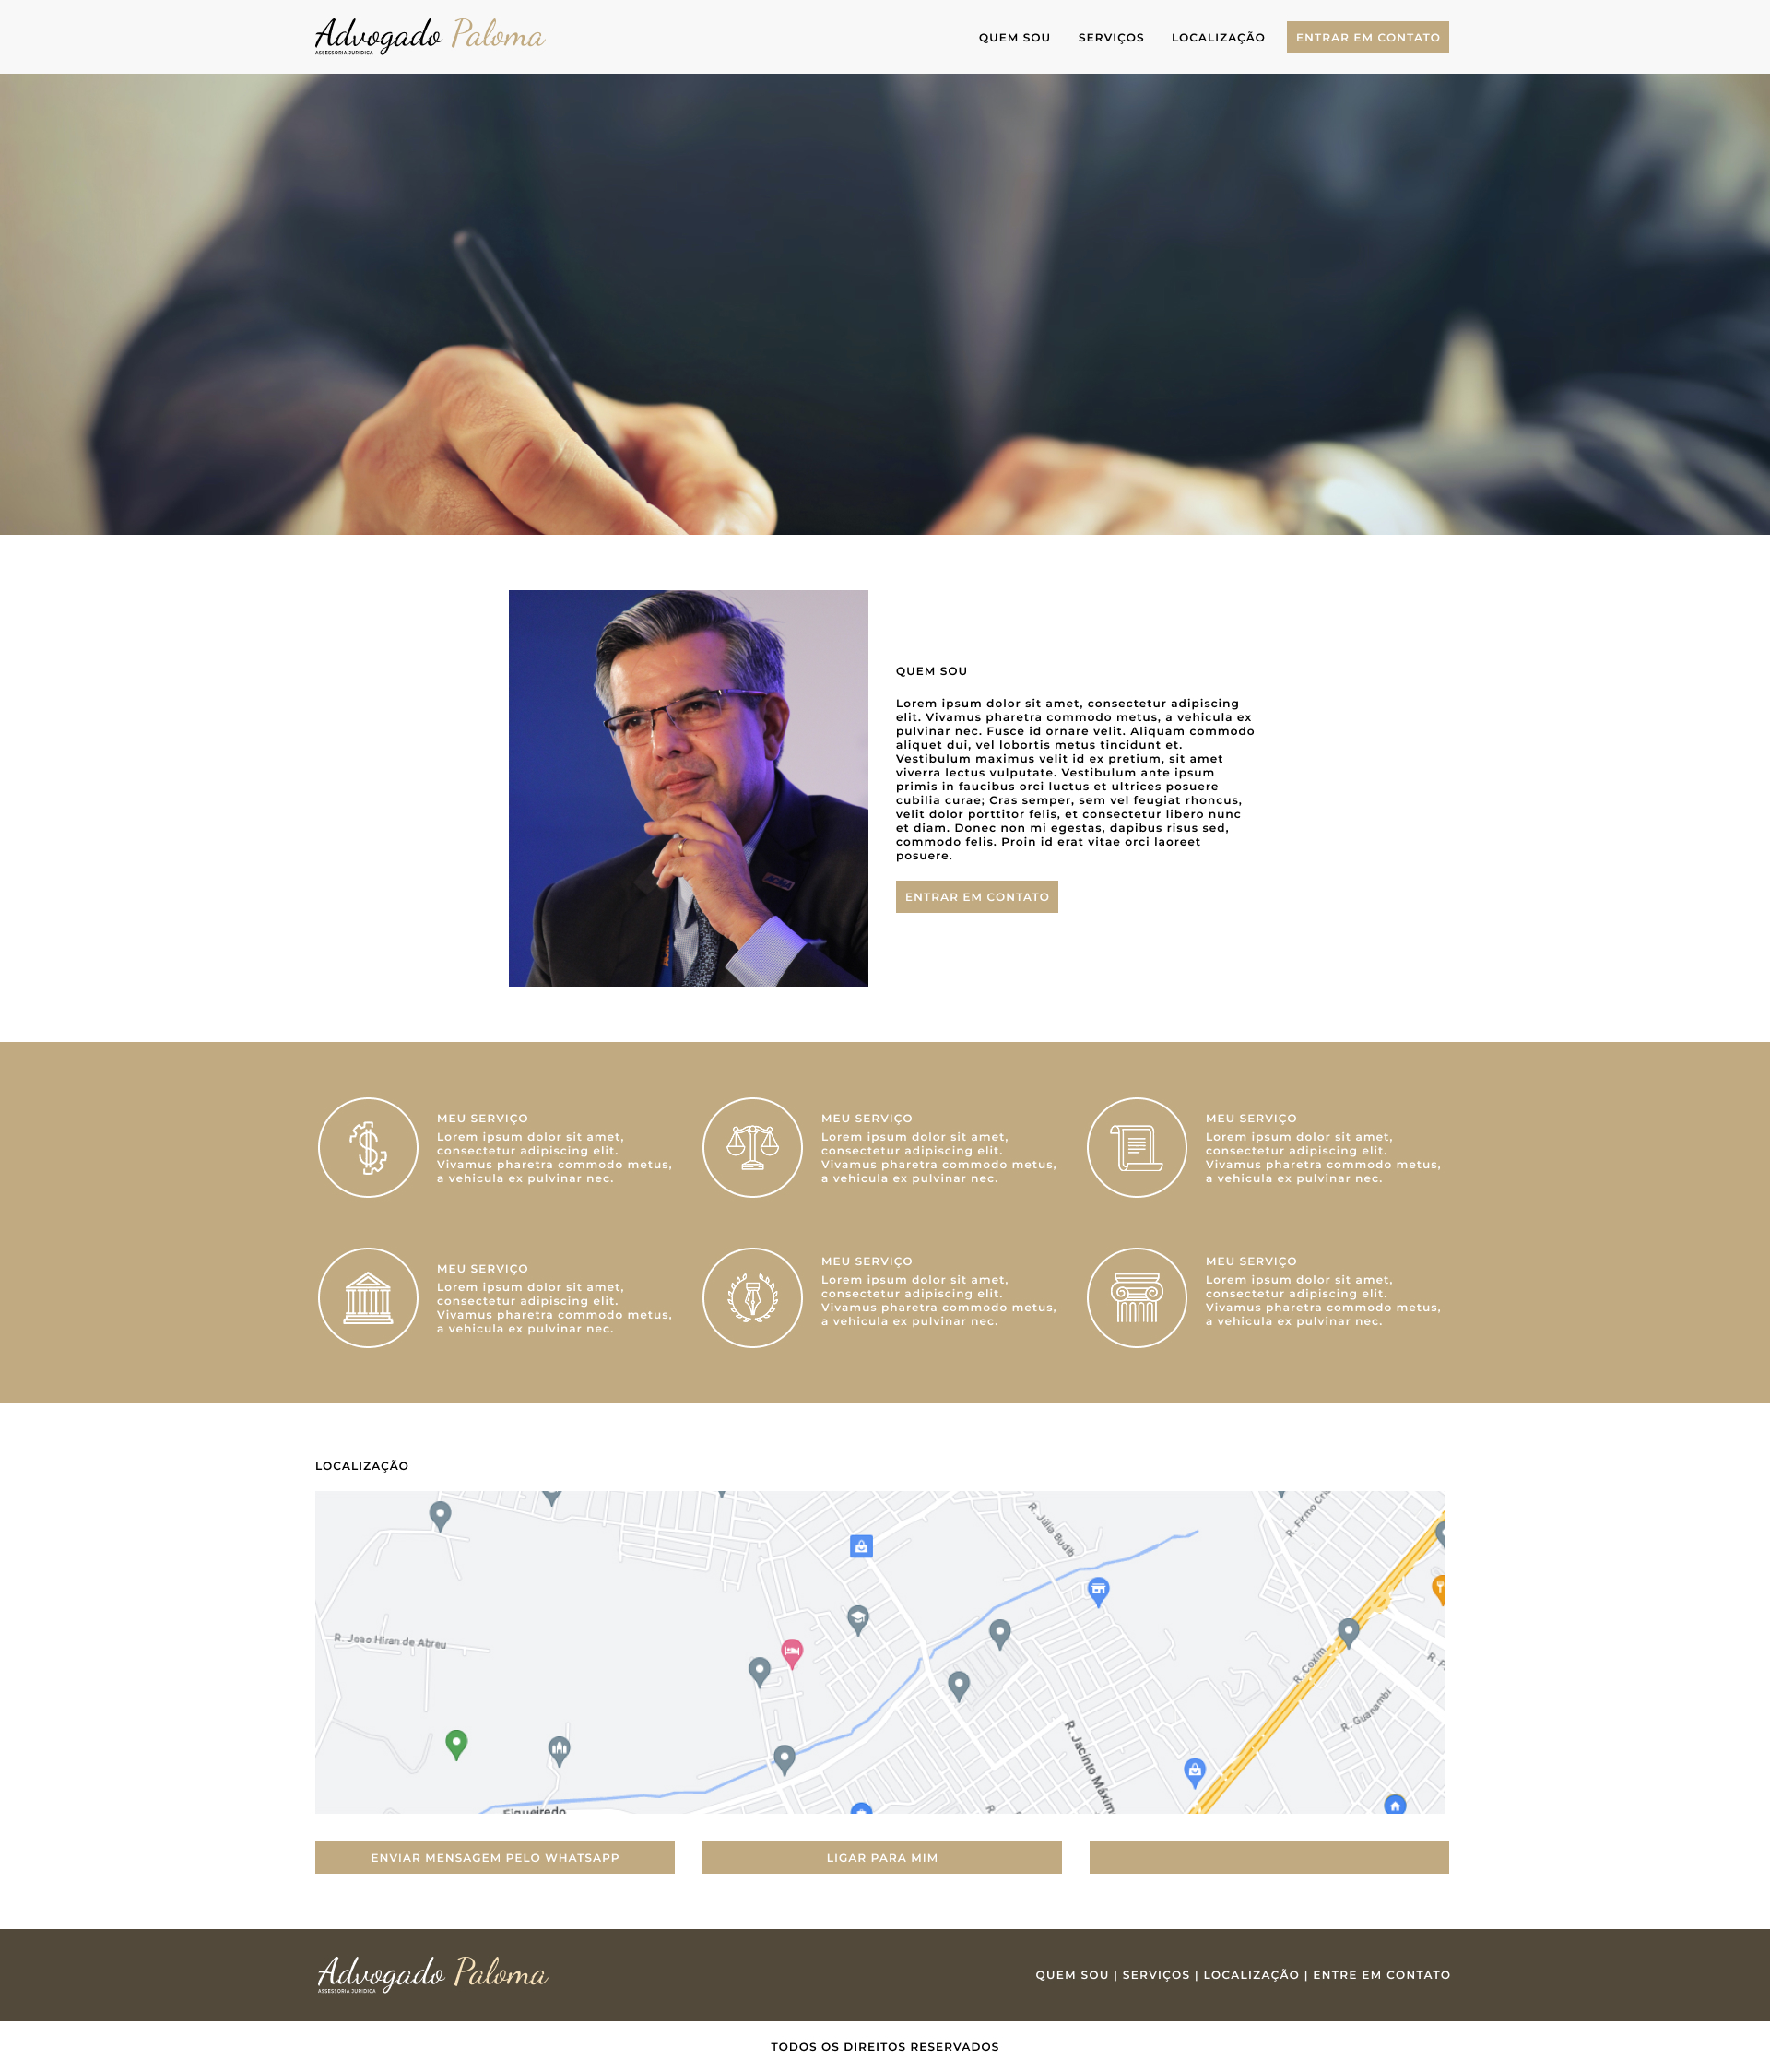 Advogado Paloma
ASSESSORIA JURIDICA
QUEM SOU
SERVIÇOS
LOCALIZAÇÃO
ENTRAR EM CONTATO
QUEM SOU
Lorem ipsum dolor sit amet, consectetur adipiscing
elit. Vivamus pharetra commodo metus, a vehicula ex
pulvinar nec. Fusce id ornare velit. Aliquam commodo
aliquet dui, vel lobortis metus tincidunt et.
Vestibulum maximus velit id ex pretium, sit amet
viverra lectus vulputate. Vestibulum ante ipsum
primis in faucibus orci luctus et ultrices posuere
cubilia curae; Cras semper, sem vel feugiat rhoncus,
velit dolor porttitor felis, et consectetur libero nunc
et diam. Donec non mi egestas, dapibus risus sed,
commodo felis. Proin id erat vitae orci laoreet
posuere.
ENTRAR EM CONTATO
MEU SERVIÇO
Lorem ipsum dolor sit amet,
consectetur adipiscing elit.
Vivamus pharetra commodo metus,
a vehicula ex pulvinar nec.
MEU SERVIÇO
Lorem ipsum dolor sit amet,
consectetur adipiscing elit.
Vivamus pharetra commodo metus,
a vehicula ex pulvinar nec.
MEU SERVIÇO
Lorem ipsum dolor sit amet,
consectetur adipiscing elit.
Vivamus pharetra commodo metus,
a vehicula ex pulvinar nec.
MEU SERVIÇO
Lorem ipsum dolor sit amet,
consectetur adipiscing elit.
Vivamus pharetra commodo metus,
a vehicula ex pulvinar nec.
MEU SERVIÇO
Lorem ipsum dolor sit amet,
consectetur adipiscing elit.
Vivamus pharetra commodo metus,
a vehicula ex pulvinar nec.
MEU SERVIÇO
Lorem ipsum dolor sit amet,
consectetur adipiscing elit.
Vivamus pharetra commodo metus,
a vehicula ex pulvinar nec.
LOCALIZAÇÃO
R. Júlia Budib
R. Firmo Cri
R. Joao Hiran de Abreu
R. Coxim
R. Guanambi
R. Jacinto Máxim
Figueiredo
ENVIAR MENSAGEM PELO WHATSAPP
LIGAR PARA MIM
Advogado Paloma
ASSESSORIA JURIDICA
QUEM SOU | SERVIÇOS | LOCALIZAÇÃO | ENTRE EM CONTATO
TODOS OS DIREITOS RESERVADOS